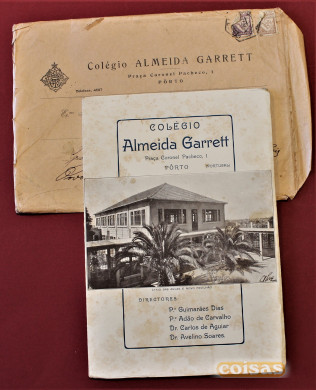 Colégio ALMEIDA GARRETT
Praça Coronel Pacheco, 1
PÔRTO
COLÉGIO
Almeida Garrett
Praça Coronel Pacheco, 1
PÔRTO PORTUGAL
DIRECTORES:
P.e Guimarães Dias
P.e Adão de Carvalho
Dr. Carlos de Aguiar
Dr. Avelino Soares.
coisas